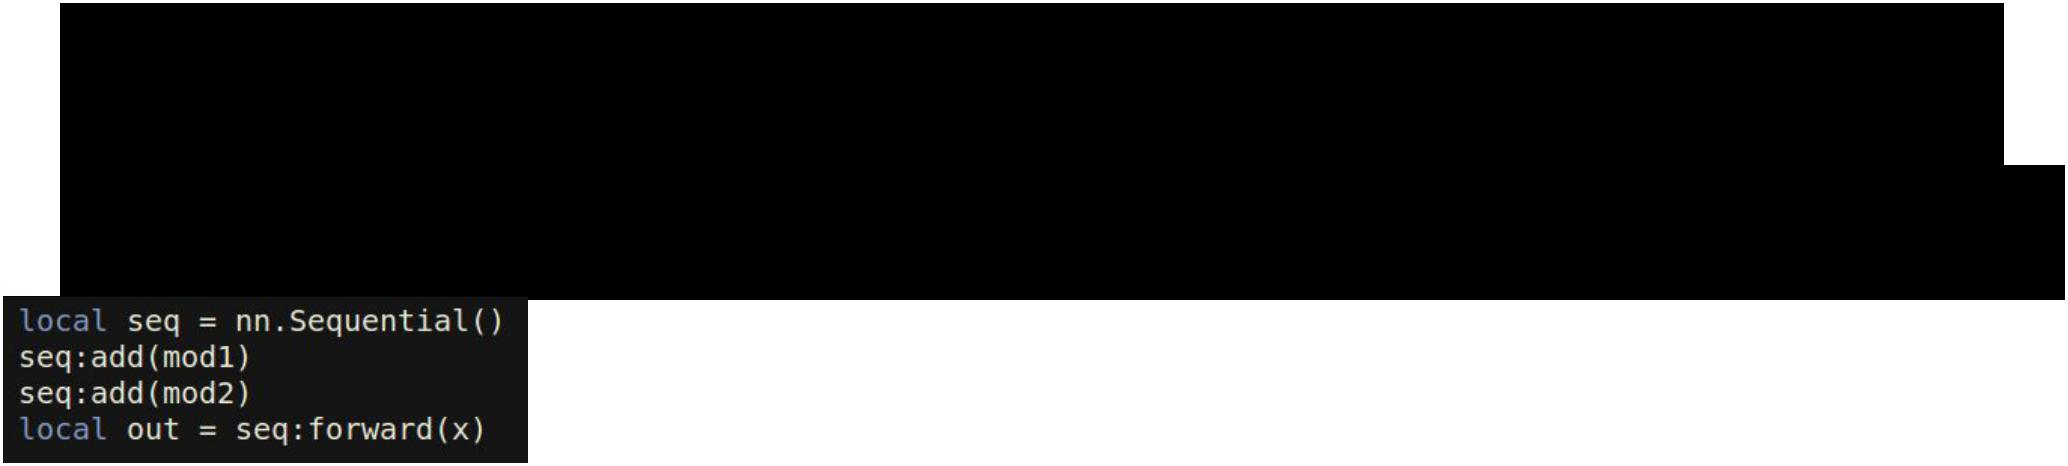 local seq = nn.Sequential()
seq:add(mod1)
seq:add(mod2)
local out = seq:forward(x)